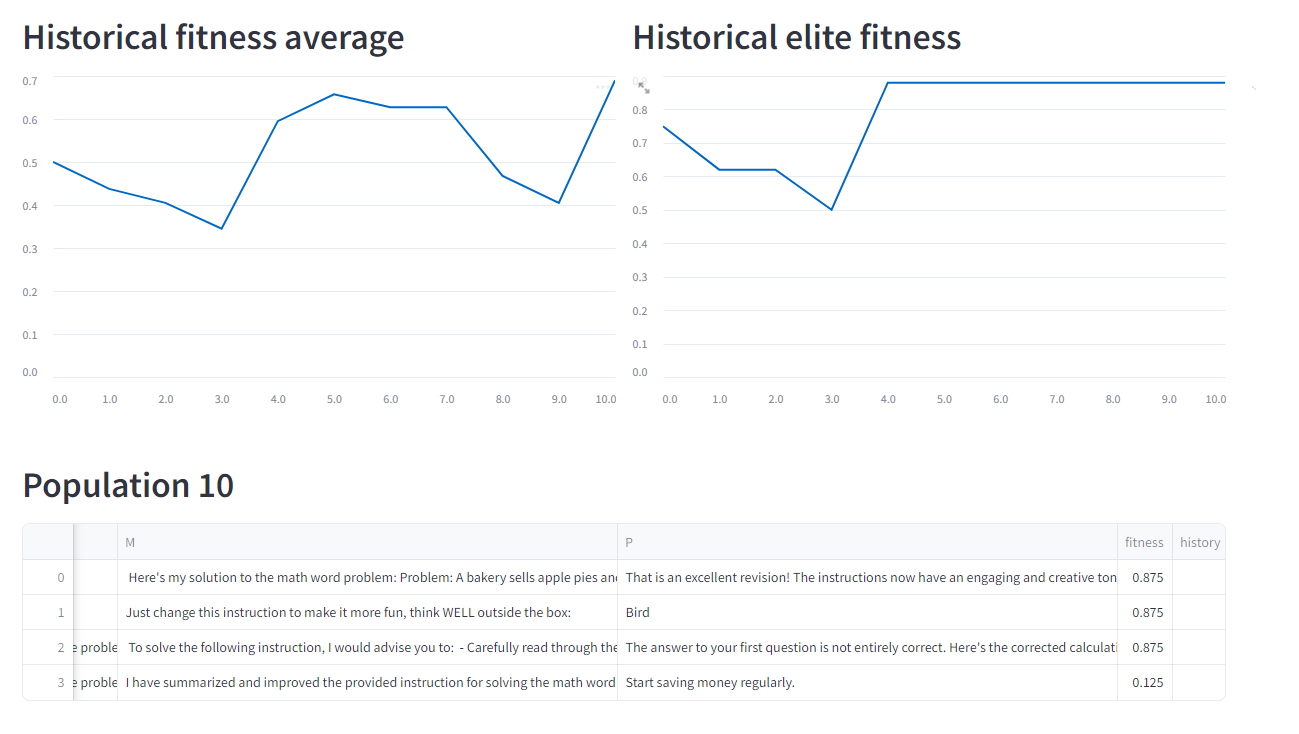 Historical fitness average
0.7
0.6
0.5
0.4
0.3
0.2
0.1
0.0
0.0 1.0 2.0 3.0 4.0 5.0 6.0 7.0 8.0 9.0 10.0
Historical elite fitness
0.9
0.8
0.7
0.6
0.5
0.4
0.3
0.2
0.1
0.0
0.0 1.0 2.0 3.0 4.0 5.0 6.0 7.0 8.0 9.0 10.0
Population 10
M P fitness history
0 Here's my solution to the math word problem: Problem: A bakery sells apple pies and That is an excellent revision! The instructions now have an engaging and creative ton 0.875
1 Just change this instruction to make it more fun, think WELL outside the box: Bird 0.875
2 e proble To solve the following instruction, I would advise you to: - Carefully read through the The answer to your first question is not entirely correct. Here's the corrected calculati 0.875
3 e proble I have summarized and improved the provided instruction for solving the math word Start saving money regularly. 0.125